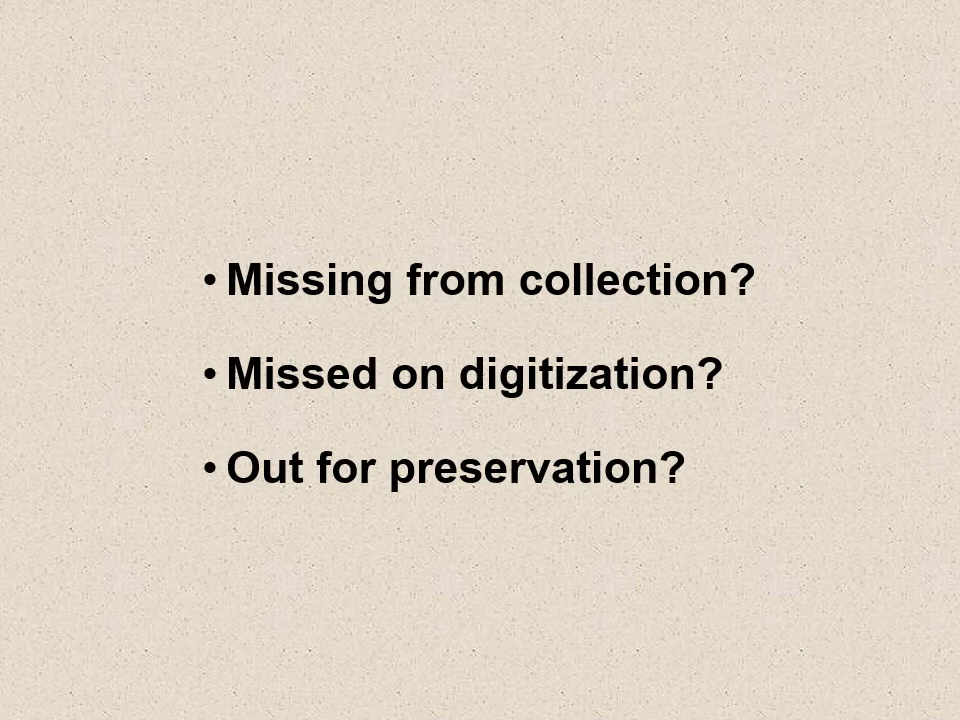 • Missing from collection?
• Missed on digitization?
• Out for preservation?